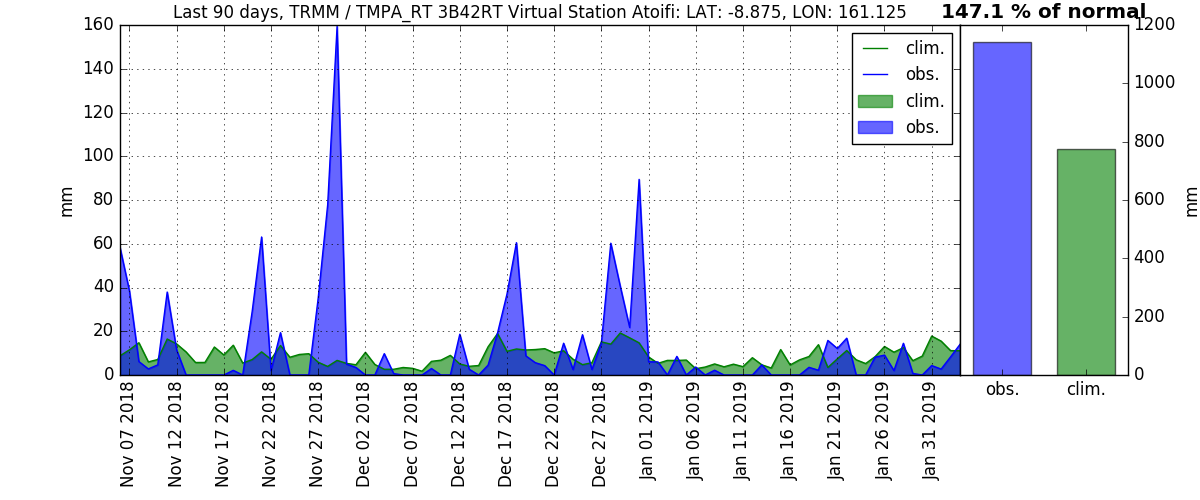 Last 90 days, TRMM / TMPA_RT 3B42RT Virtual Station Atoifi: LAT: -8.875, LON: 161.125
147.1 % of normal
160
140
120
100
80
60
40
20
0
mm
clim.
obs.
clim.
obs.
1200
1000
800
600
400
200
0
mm
obs.
clim.
Nov 07 2018
Nov 12 2018
Nov 17 2018
Nov 22 2018
Nov 27 2018
Dec 02 2018
Dec 07 2018
Dec 12 2018
Dec 17 2018
Dec 22 2018
Dec 27 2018
Jan 01 2019
Jan 06 2019
Jan 11 2019
Jan 16 2019
Jan 21 2019
Jan 26 2019
Jan 31 2019